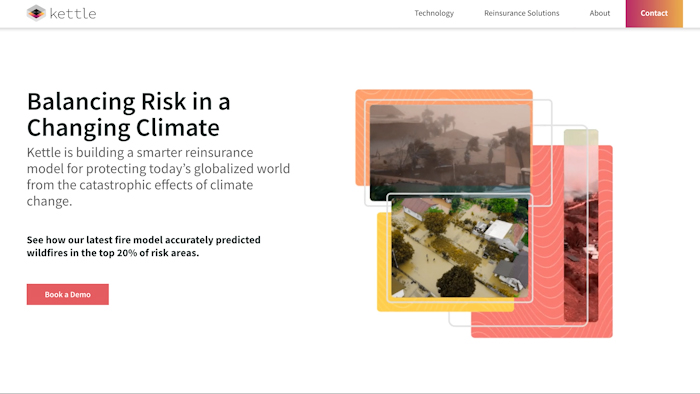 kettle
Technology
Reinsurance Solutions
About
Contact
Balancing Risk in a
Changing Climate
Kettle is building a smarter reinsurance
model for protecting today’s globalized world
from the catastrophic effects of climate
change.
See how our latest fire model accurately predicted
wildfires in the top 20% of risk areas.
Book a Demo